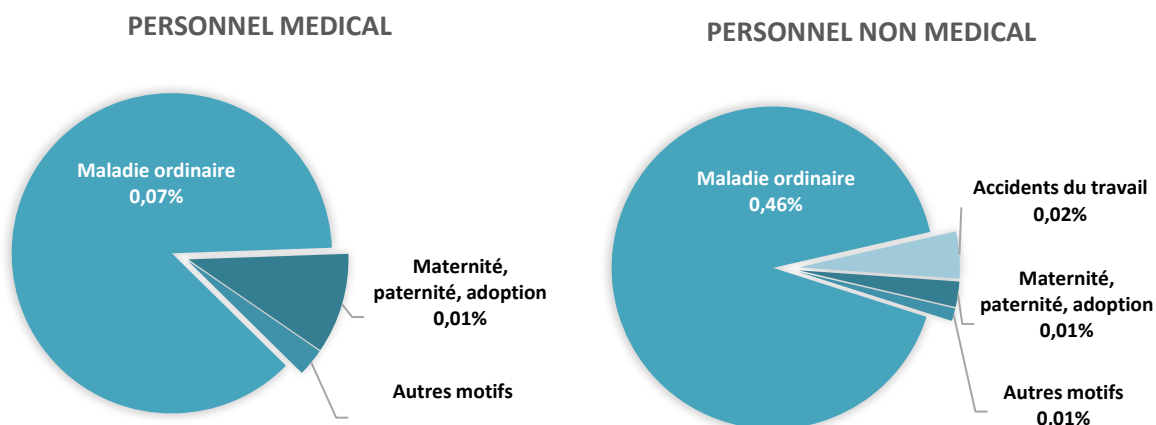 PERSONNEL MEDICAL
Maladie ordinaire
0,07%
Maternité,
paternité, adoption
0,01%
Autres motifs
PERSONNEL NON MEDICAL
Maladie ordinaire
0,46%
Accidents du travail
0,02%
Maternité,
paternité, adoption
0,01%
Autres motifs
0,01%